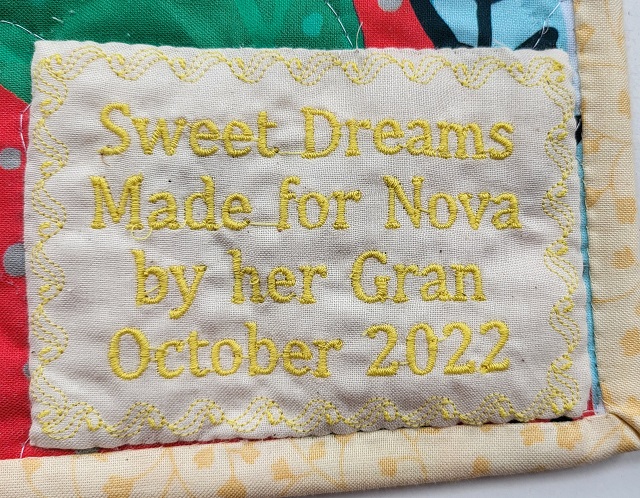 Sweet Dreams
Made for Nova
by her Gran
October 2022